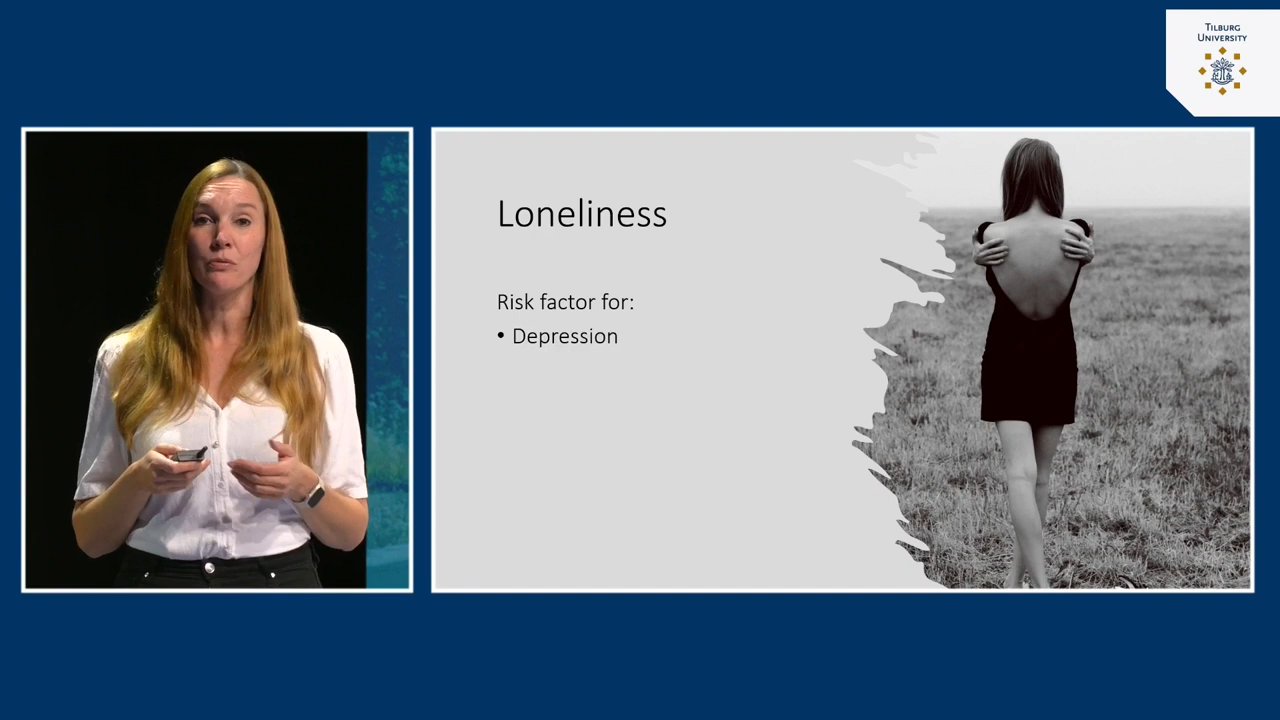 TILBURG
UNIVERSITY
Loneliness
Risk factor for:
• Depression